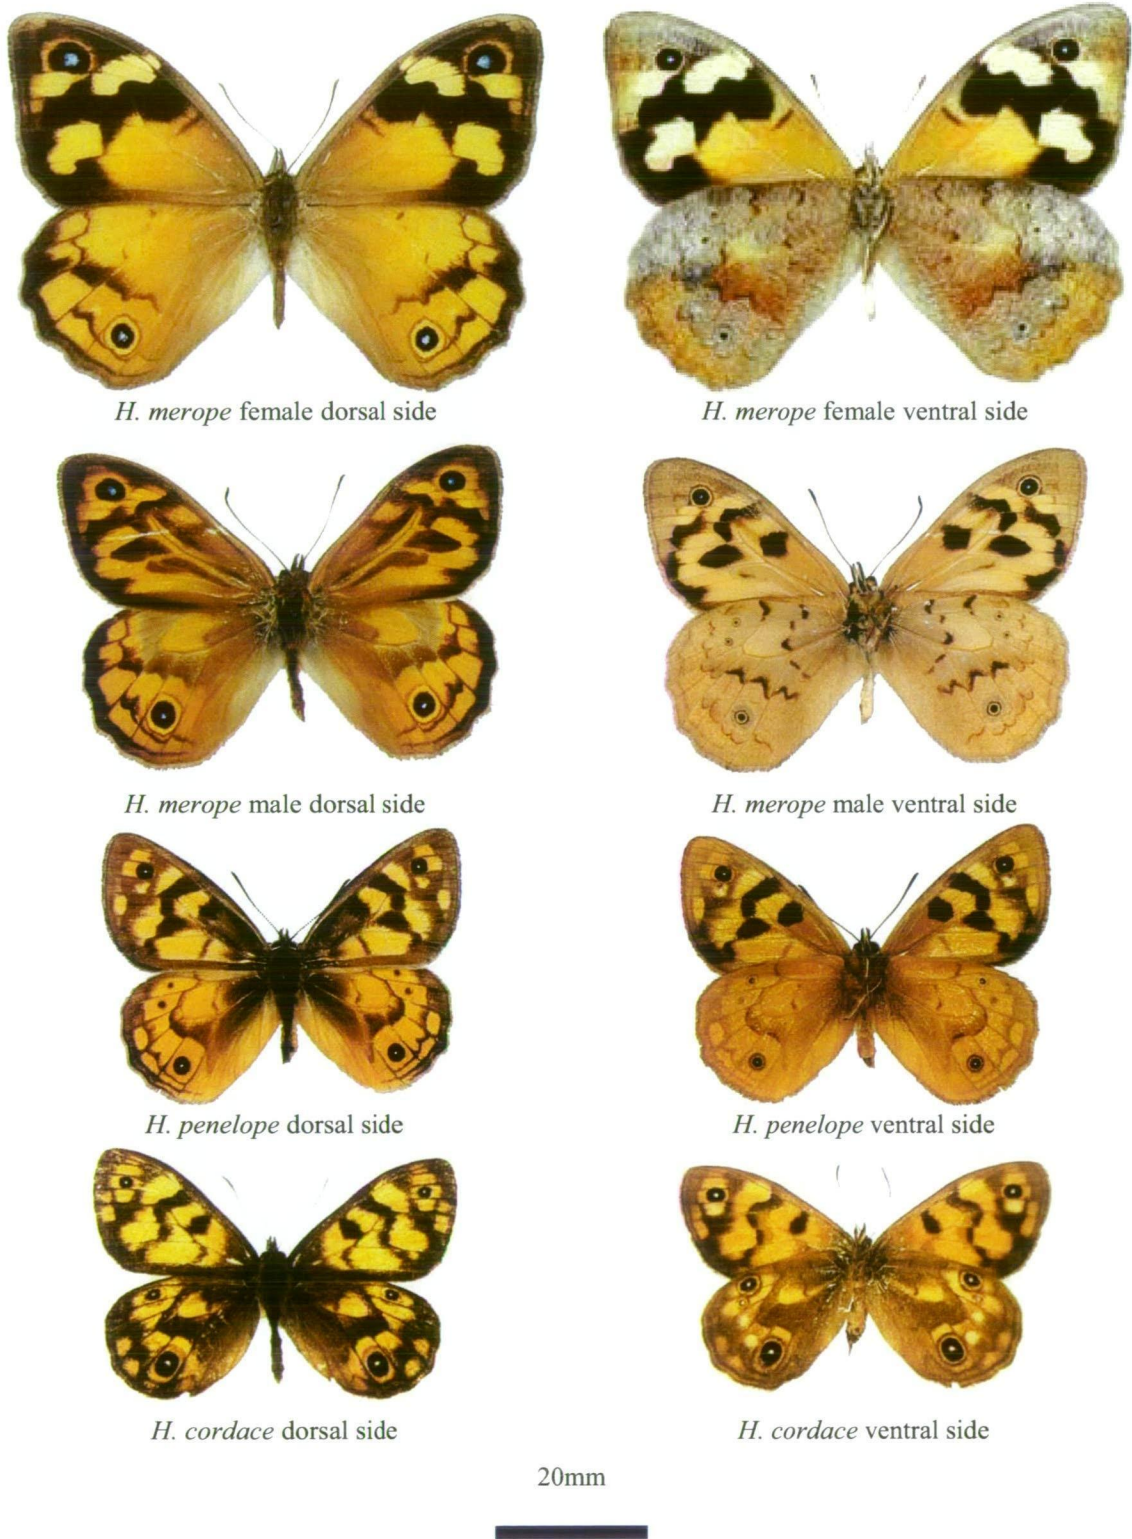 H. merope female dorsal side
H. merope female ventral side
H. merope male dorsal side
H. merope male ventral side
H. penelope dorsal side
H. penelope ventral side
H. cordace dorsal side
H. cordace ventral side
20mm